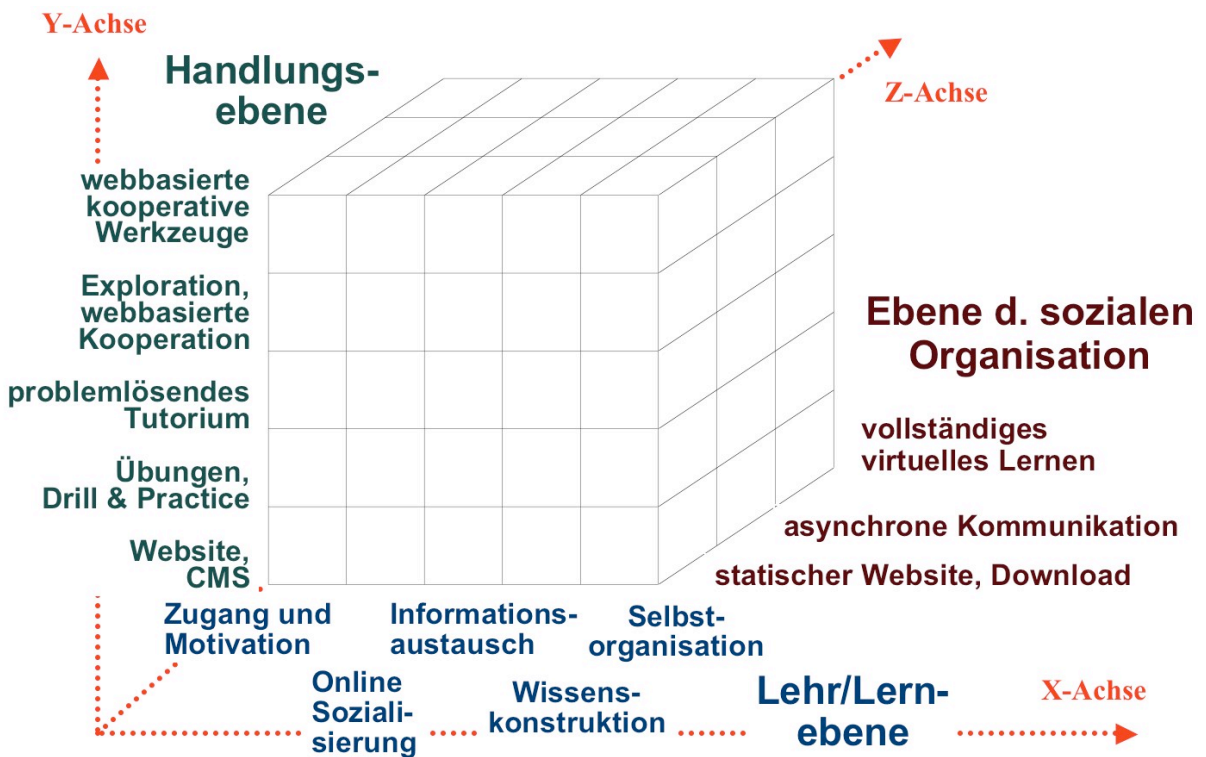 Y-Achse
Handlungs-
ebene
Z-Achse
webbasierte
kooperative
Werkzeuge
Exploration,
webbasierte
Kooperation
problemlösendes
Tutorium
Übungen,
Drill & Practice
Website,
CMS
Ebene d. sozialen
Organisation
vollständiges
virtuelles Lernen
asynchrone Kommunikation
statischer Website, Download
Zugang und
Motivation
Online
Soziali-
sierung
Informations-
austausch
Wissens-
konstruktion
Selbst-
organisation
Lehr/Lern-
ebene
X-Achse